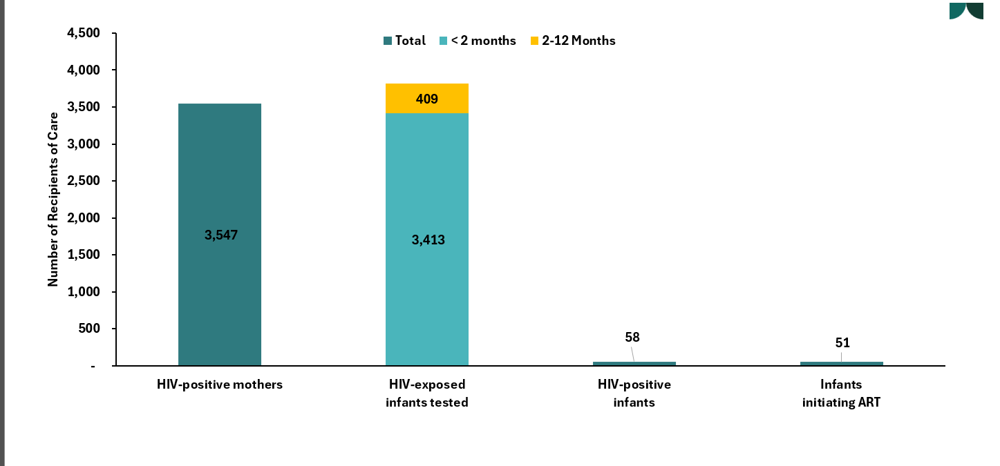 Total
< 2 months
2-12 Months
Number of Recipients of Care
4,500
4,000
3,500
3,000
2,500
2,000
1,500
1,000
500
-
3,547
409
3,413
58
51
HIV-positive mothers
HIV-exposed
infants tested
HIV-positive
infants
Infants
initiating ART